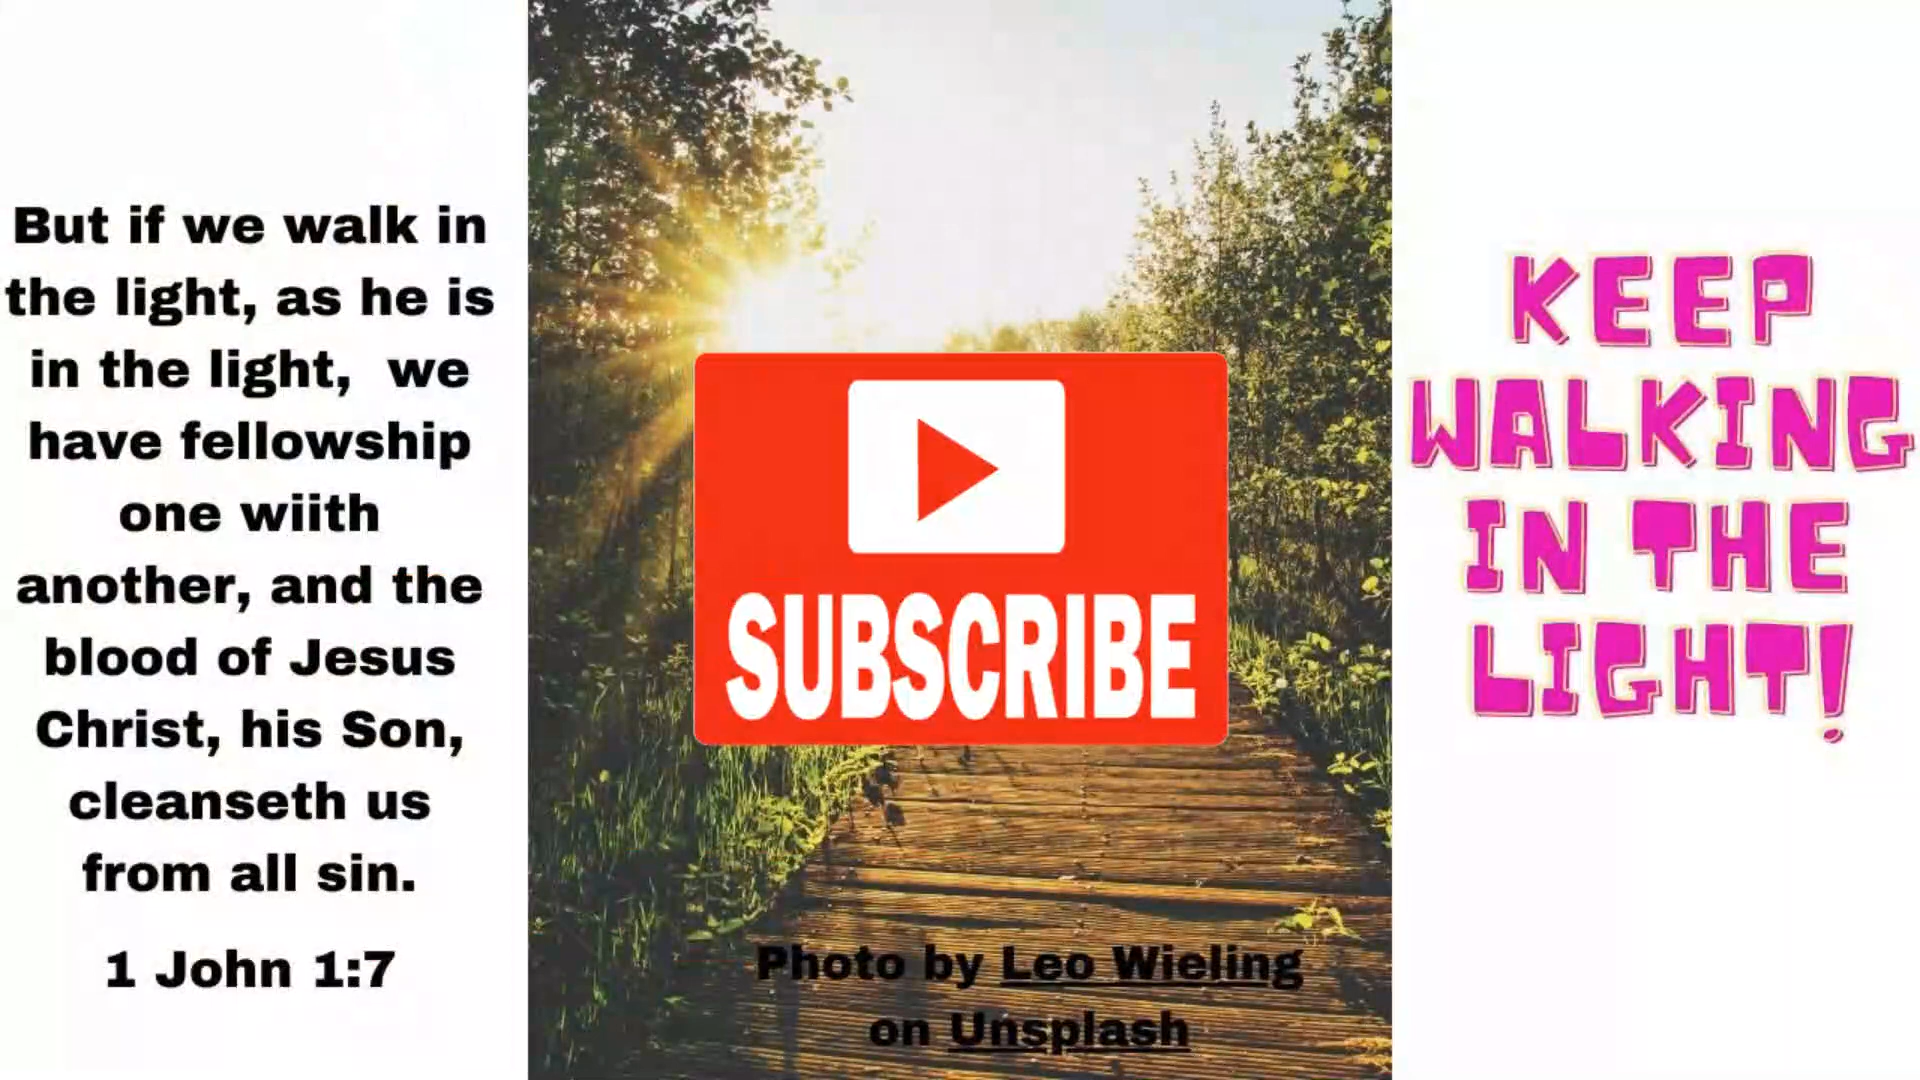 But if we walk in
the light, as he is
in the light,  we
have fellowship
one wiith
another, and the
blood of Jesus
Christ, his Son,
cleanseth us
from all sin.
1 John 1:7
SUBSCRIBE
Photo by Leo Wieling
on Unsplash
KEEP
WALKING
IN THE
LIGHT!